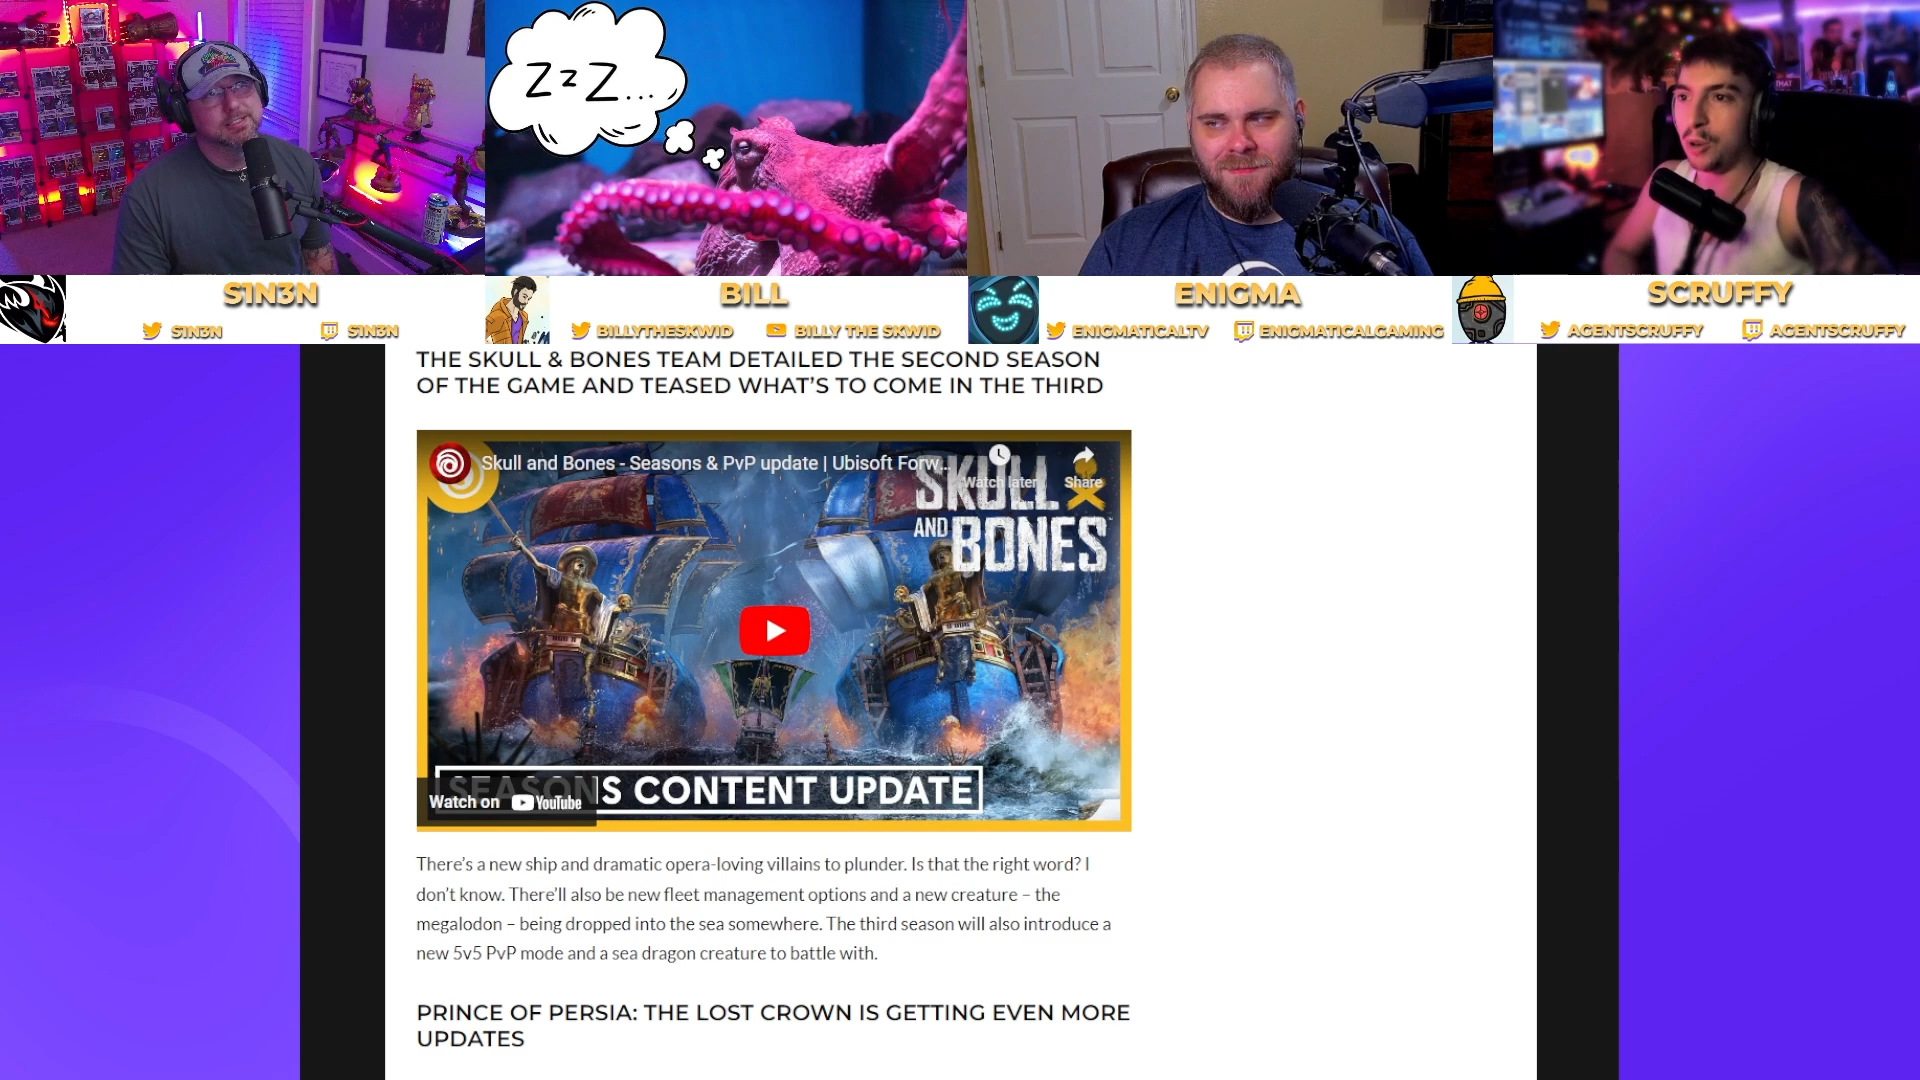 ZzZ...
S1N3N
S1N3N
S1N3N
BILL
BILLYTHESKWID
BILLY THE SKWID
ENIGMA
ENIGMATICALTV
ENIGMATICALGAMING
SCRUFFY
AGENTSCRUFFY
AGENTSCRUFFY
THE SKULL & BONES TEAM DETAILED THE SECOND SEASON
OF THE GAME AND TEASED WHAT'S TO COME IN THE THIRD
Skull and Bones - Seasons & PvP update | Ubisoft Forw...
Watch later
Share
SKULL
AND BONES
SEASONS CONTENT UPDATE
Watch on YouTube
There's a new ship and dramatic opera-loving villains to plunder. Is that the right word? I
don't know. There'll also be new fleet management options and a new creature – the
megalodon – being dropped into the sea somewhere. The third season will also introduce a
new 5v5 PvP mode and a sea dragon creature to battle with.
PRINCE OF PERSIA: THE LOST CROWN IS GETTING EVEN MORE
UPDATES